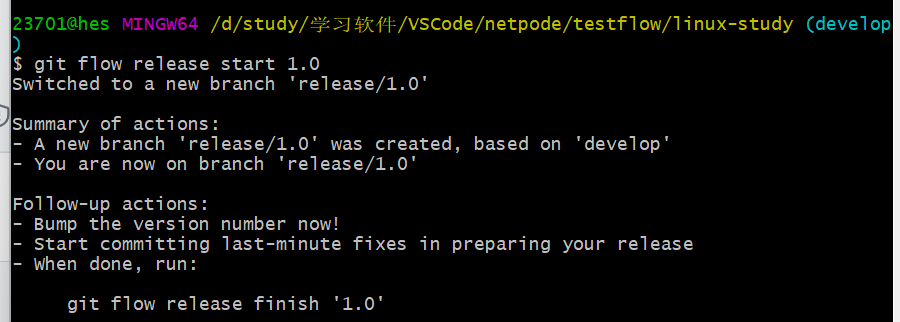 23701@hes MINGW64 /d/study/学习软件/VSCode/netpode/testflow/linux-study (develop
)
$ git flow release start 1.0
Switched to a new branch 'release/1.0'
Summary of actions:
- A new branch 'release/1.0' was created, based on 'develop'
- You are now on branch 'release/1.0'
Follow-up actions:
- Bump the version number now!
- Start committing last-minute fixes in preparing your release
- When done, run:
git flow release finish '1.0'